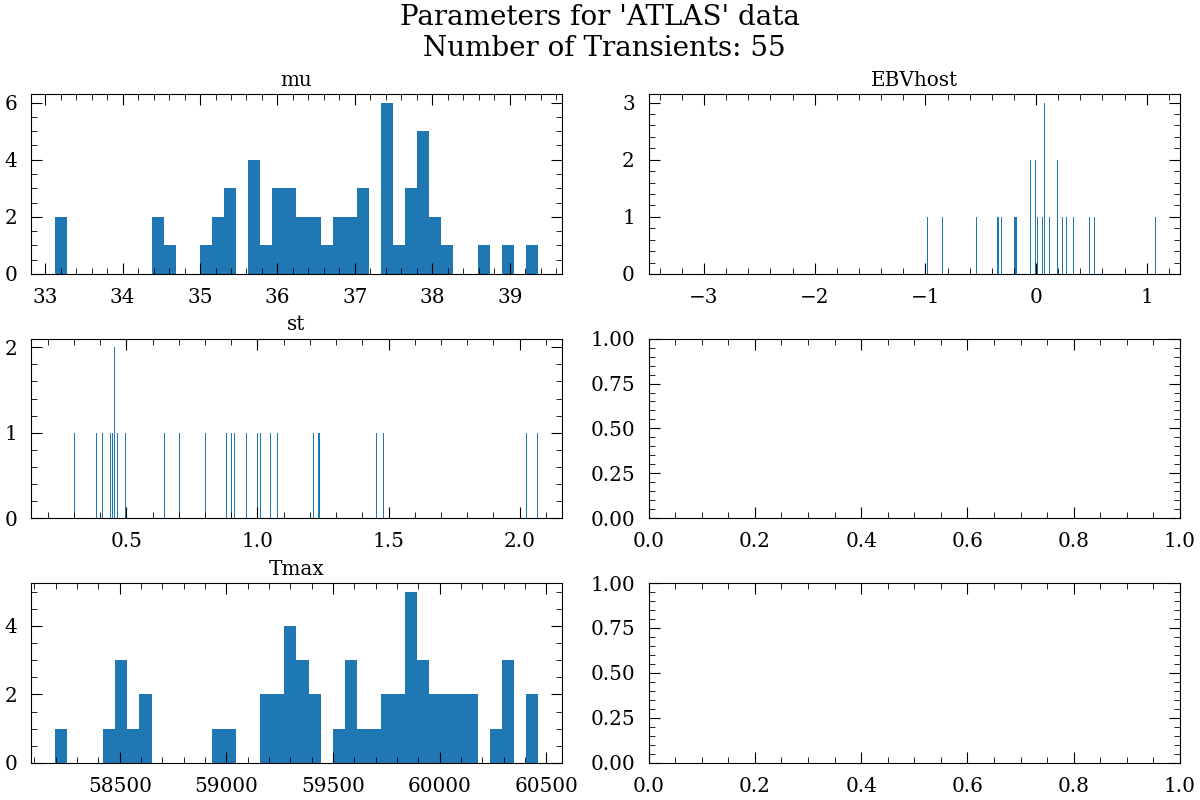 Parameters for 'ATLAS' data
Number of Transients: 55
mu
6
4
2
0
33 34 35 36 37 38 39
EBVhost
3
2
1
0
−3 −2 −1 0 1
st
2
1
0
0.5 1.0 1.5 2.0
1.00
0.75
0.50
0.25
0.00
0.0 0.2 0.4 0.6 0.8 1.0
Tmax
4
2
0
58500 59000 59500 60000 60500
1.00
0.75
0.50
0.25
0.00
0.0 0.2 0.4 0.6 0.8 1.0